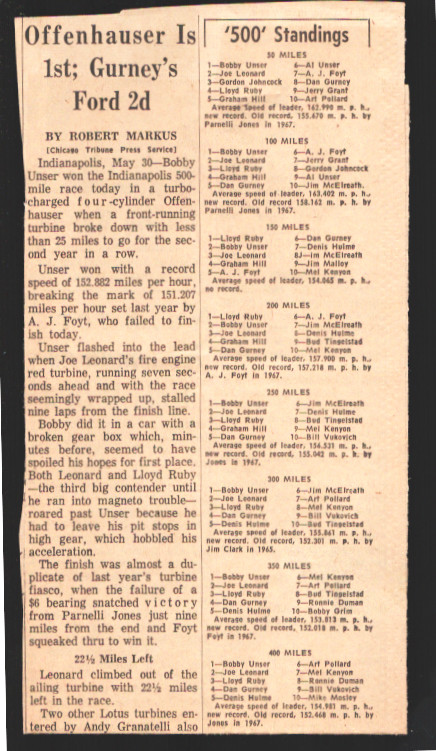 Offenhauser Is
1st; Gurney's
Ford 2d
BY ROBERT MARKUS
[Chicago Tribune Press Service]
Indianapolis, May 30—Bobby
Unser won the Indianapolis 500-
mile race today in a turbo-
charged four-cylinder Offen-
hauser when a front-running
turbine broke down with less
than 25 miles to go for the sec-
ond year in a row.
Unser won with a record
speed of 152.882 miles per hour,
breaking the mark of 151.207
miles per hour set last year by
A. J. Foyt, who failed to fin-
ish today.
Unser flashed into the lead
when Joe Leonard's fire engine
red turbine, running seven sec-
onds ahead and with the race
seemingly wrapped up, stalled
nine laps from the finish line.
Bobby did it in a car with a
broken gear box which, min-
utes before, seemed to have
spoiled his hopes for first place.
Both Leonard and Lloyd Ruby
—the third big contender until
he ran into magneto trouble—
roared past Unser because he
had to leave his pit stops in
high gear, which hobbled his
acceleration.
The finish was almost a du-
plicate of last year's turbine
fiasco, when the failure of a
$6 bearing snatched victory
from Parnelli Jones just nine
miles from the end and Foyt
squeaked thru to win it.
22½ Miles Left
Leonard climbed out of the
ailing turbine with 22½ miles
left in the race.
Two other Lotus turbines en-
tered by Andy Granatelli also
'500' Standings
50 MILES
1—Bobby Unser 6—Al Unser
2—Joe Leonard 7—A. J. Foyt
3—Gordon Johncock 8—Dan Gurney
4—Lloyd Ruby 9—Jerry Grant
5—Graham Hill 10—Art Pollard
Average Speed of leader, 162.990 m. p. h.,
new record. Old record, 155.470 m. p. h. by
Parnelli Jones in 1967.
100 MILES
1—Bobby Unser 6—A. J. Foyt
2—Joe Leonard 7—Jerry Grant
3—Lloyd Ruby 8—Gordon Johncock
4—Graham Hill 9—Al Unser
5—Dan Gurney 10—Jim McElreath.
Average speed of leader, 163.402 m. p. h.,
new record. Old record 158.162 m. p. h. by
Parnelli Jones in 1967.
150 MILES
1—Lloyd Ruby 6—Dan Gurney
2—Bobby Unser 7—Denis Hulme
3—Joe Leonard 8J—Jim McElreath
4—Graham Hill 9—Jim Malloy
5—A. J. Foyt 10—Mel Kenyon
Average speed of leader, 154.065 m. p. h.,
no record.
200 MILES
1—Lloyd Ruby 6—A. J. Foyt
2—Bobby Unser 7—Jim McElreath
3—Joe Leonard 8—Denis Hulme
4—Graham Hill 9—Bud Tingelstad
5—Dan Gurney 10—Mel Kenyon
Average speed of leader, 157.900 m. p. h.,
new record. Old record, 157.218 m. p. h. by
A. J. Foyt in 1967.
250 MILES
1—Bobby Unser 6—Jim McElreath
2—Joe Leonard 7—Denis Hulme
3—Lloyd Ruby 8—Bud Tingelstad
4—Graham Hill 9—Mel Kenyon
5—Dan Gurney 10—Bill Vukovich
Average speed of leader, 156.521 m. p. h.,
new record. Old record, 155.042 m. p. h. by
Jones in 1967.
300 MILES
1—Bobby Unser 6—Jim McElreath
2—Joe Leonard 7—Art Pollard
3—Lloyd Ruby 8—Mel Kenyon
4—Dan Gurney 9—Bill Vukovich
5—Denis Hulme 10—Bud Tingelstad
Average speed of leader, 155.861 m. p. h.,
new record. Old record, 152.301 m. p. h. by
Jim Clark in 1965.
350 MILES
1—Bobby Unser 6—Mel Kenyon
2—Joe Leonard 7—Art Pollard
3—Lloyd Ruby 8—Bud Tingelstad
4—Dan Gurney 9—Ronnie Duman
5—Denis Hulme 10—Bobby Grim
Average speed of leader, 153.813 m. p. h.,
new record. Old record, 152.018 m. p. h. by
Foyt in 1967.
400 MILES
1—Bobby Unser 6—Art Pollard
2—Joe Leonard 7—Mel Kenyon
3—Lloyd Ruby 8—Ronnie Duman
4—Dan Gurney 9—Bill Vukovich
5—Denis Hulme 10—Mike Mosley
Average speed of leader, 154.981 m. p. h.,
new record. Old record, 152.468 m. p. h. by
Jones in 1967.